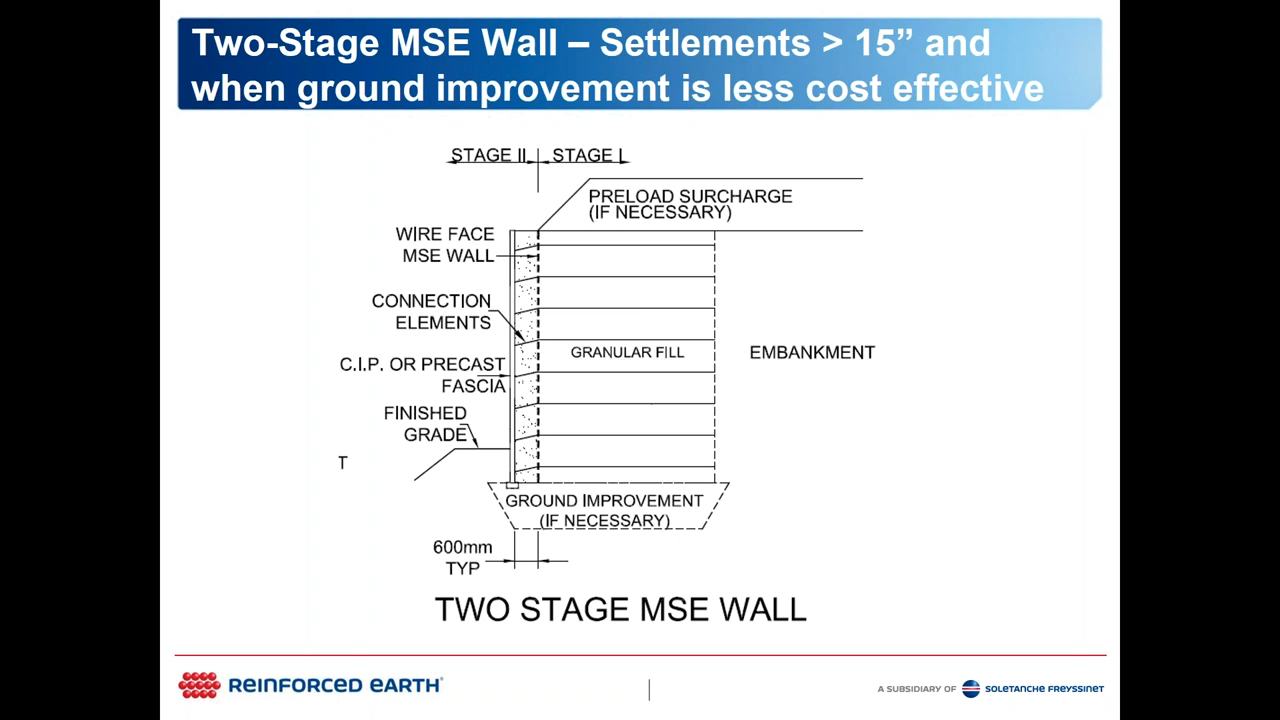 Two-Stage MSE Wall – Settlements > 15” and
when ground improvement is less cost effective
STAGE II
STAGE I
PRELOAD SURCHARGE
(IF NECESSARY)
WIRE FACE
MSE WALL
CONNECTION
ELEMENTS
GRANULAR FILL
EMBANKMENT
C.I.P. OR PRECAST
FASCIA
FINISHED
GRADE
T
GROUND IMPROVEMENT
(IF NECESSARY)
600mm
TYP
TWO STAGE MSE WALL
REINFORCED EARTH®
A SUBSIDIARY OF SOLETANCHE FREYSSINET